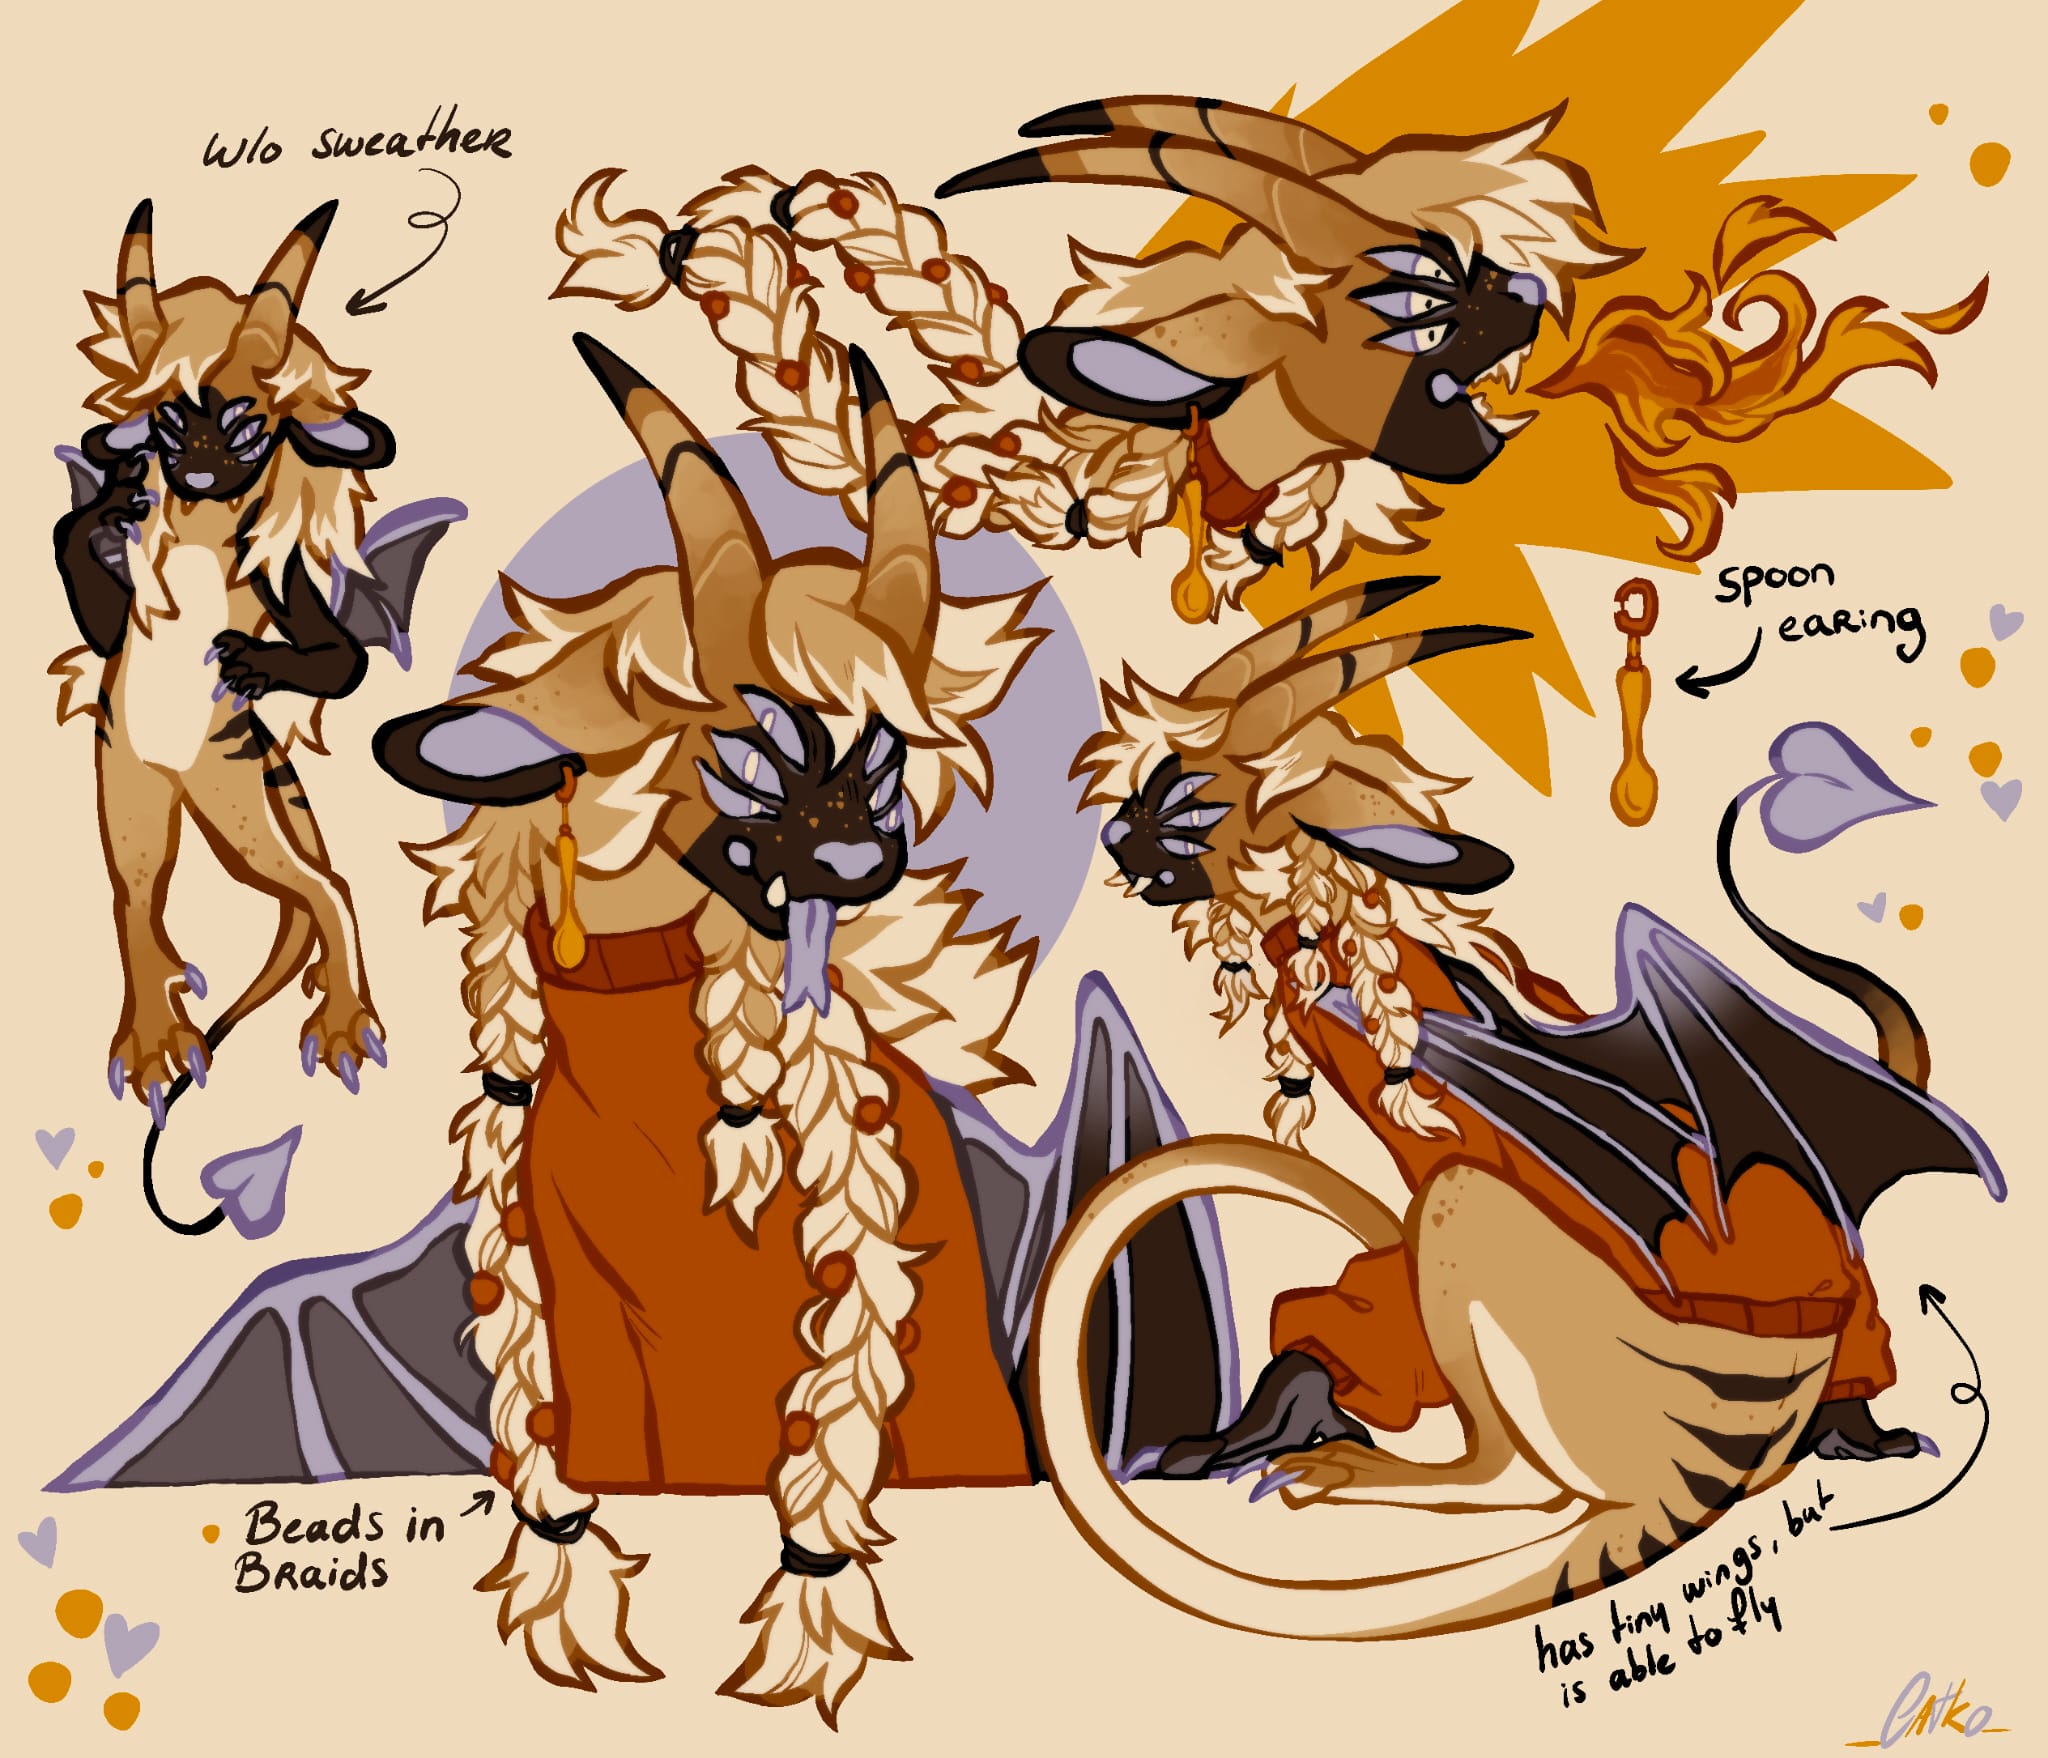 w/o sweather
spoon
earing
Beads in
Braids
has tiny wings, but
is able to fly
CATKO